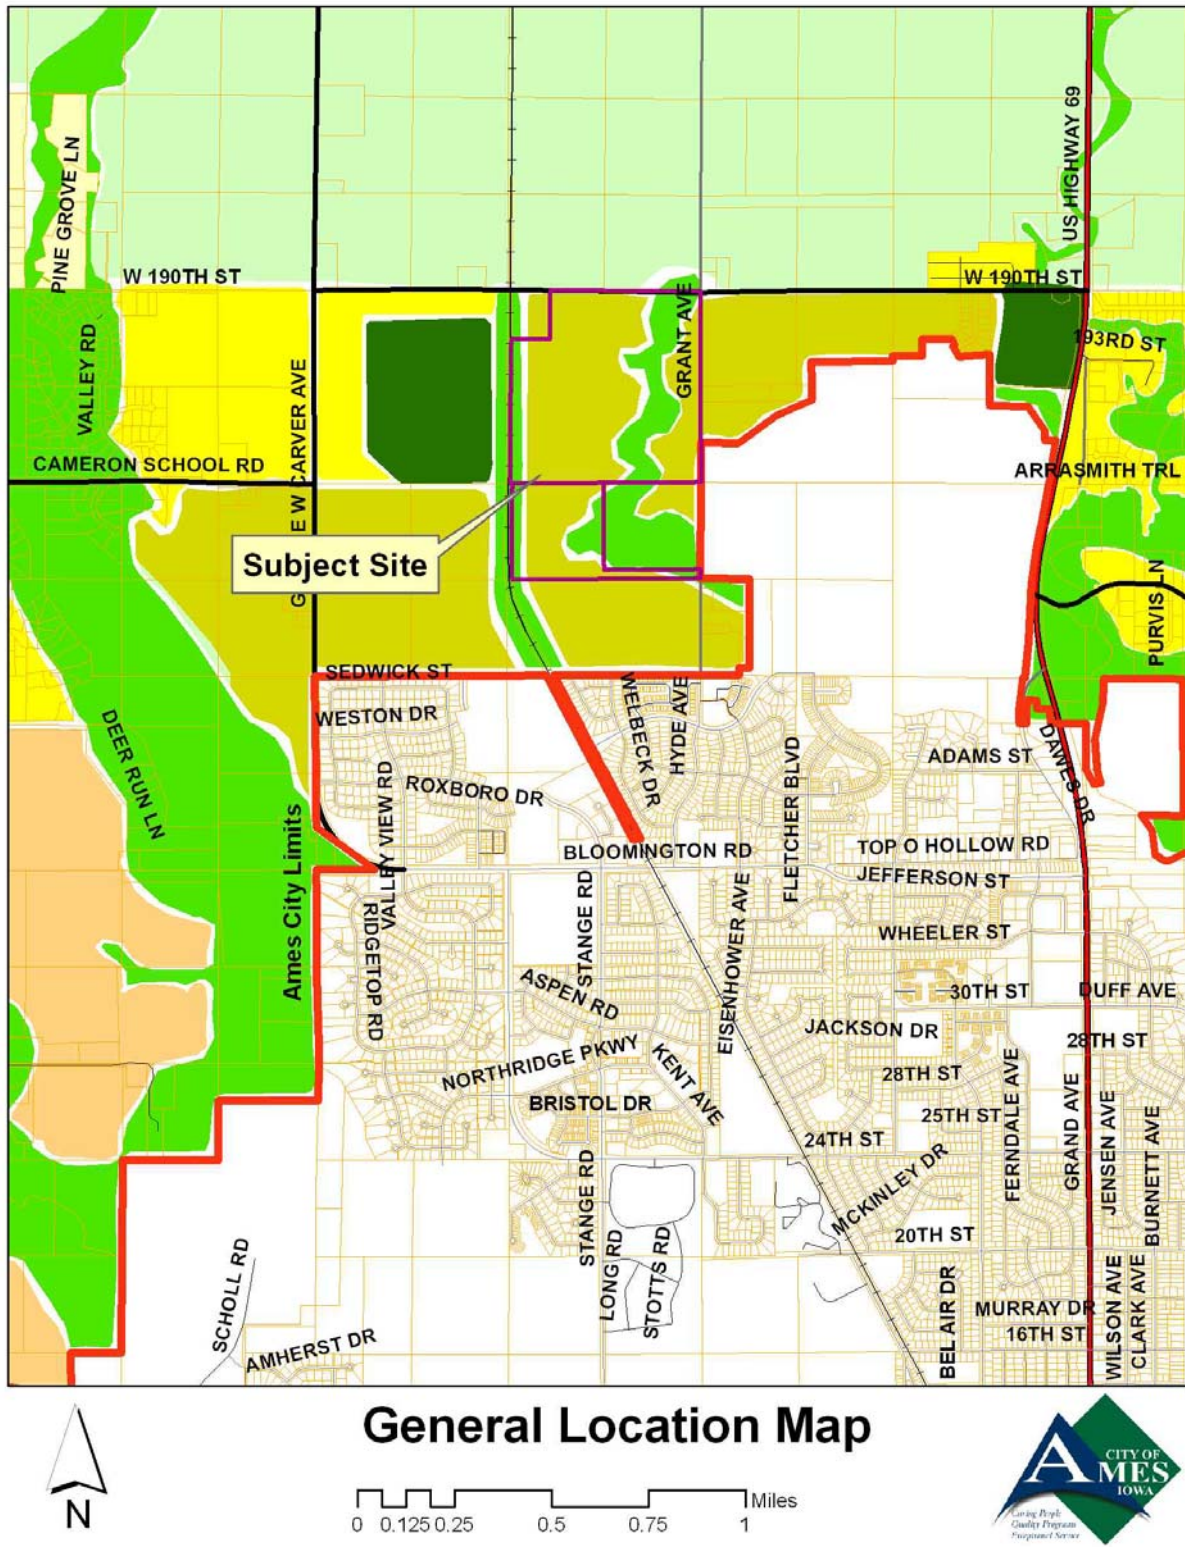 US HIGHWAY 69
PINE GROVE LN
W 190TH ST
W 190TH ST
GRANT AVE
193RD ST
VALLEY RD
CAMERON SCHOOL RD
E W CARVER AVE
ARRASMITH TRL
Subject Site
PURVIS LN
SEDWICK ST
WESTON DR
WELBECK DR
HYDE AVE
DEER RUN LN
ROXBORO DR
FLETCHER BLVD
ADAMS ST
DAWES DR
VALLEY VIEW RD
BLOOMINGTON RD
TOP O HOLLOW RD
JEFFERSON ST
Ames City Limits
RIDGETOP RD
STANGE RD
EISENHOWER AVE
WHEELER ST
ASPEN RD
30TH ST
DUFF AVE
JACKSON DR
28TH ST
NORTHRIDGE PKWY
KENT AVE
28TH ST
BRISTOL DR
25TH ST
24TH ST
FERNDALE AVE
GRAND AVE
JENSEN AVE
BURNETT AVE
MCKINLEY DR
STANGE RD
20TH ST
SCHOLL RD
LONG RD
STOTTS RD
BEL AIR DR
MURRAY DR
16TH ST
WILSON AVE
CLARK AVE
AMHERST DR
General Location Map
N
0 0.125 0.25 0.5 0.75 1
Miles
CITY OF
AMES
IOWA
Caring People
Quality Programs
Exceptional Service